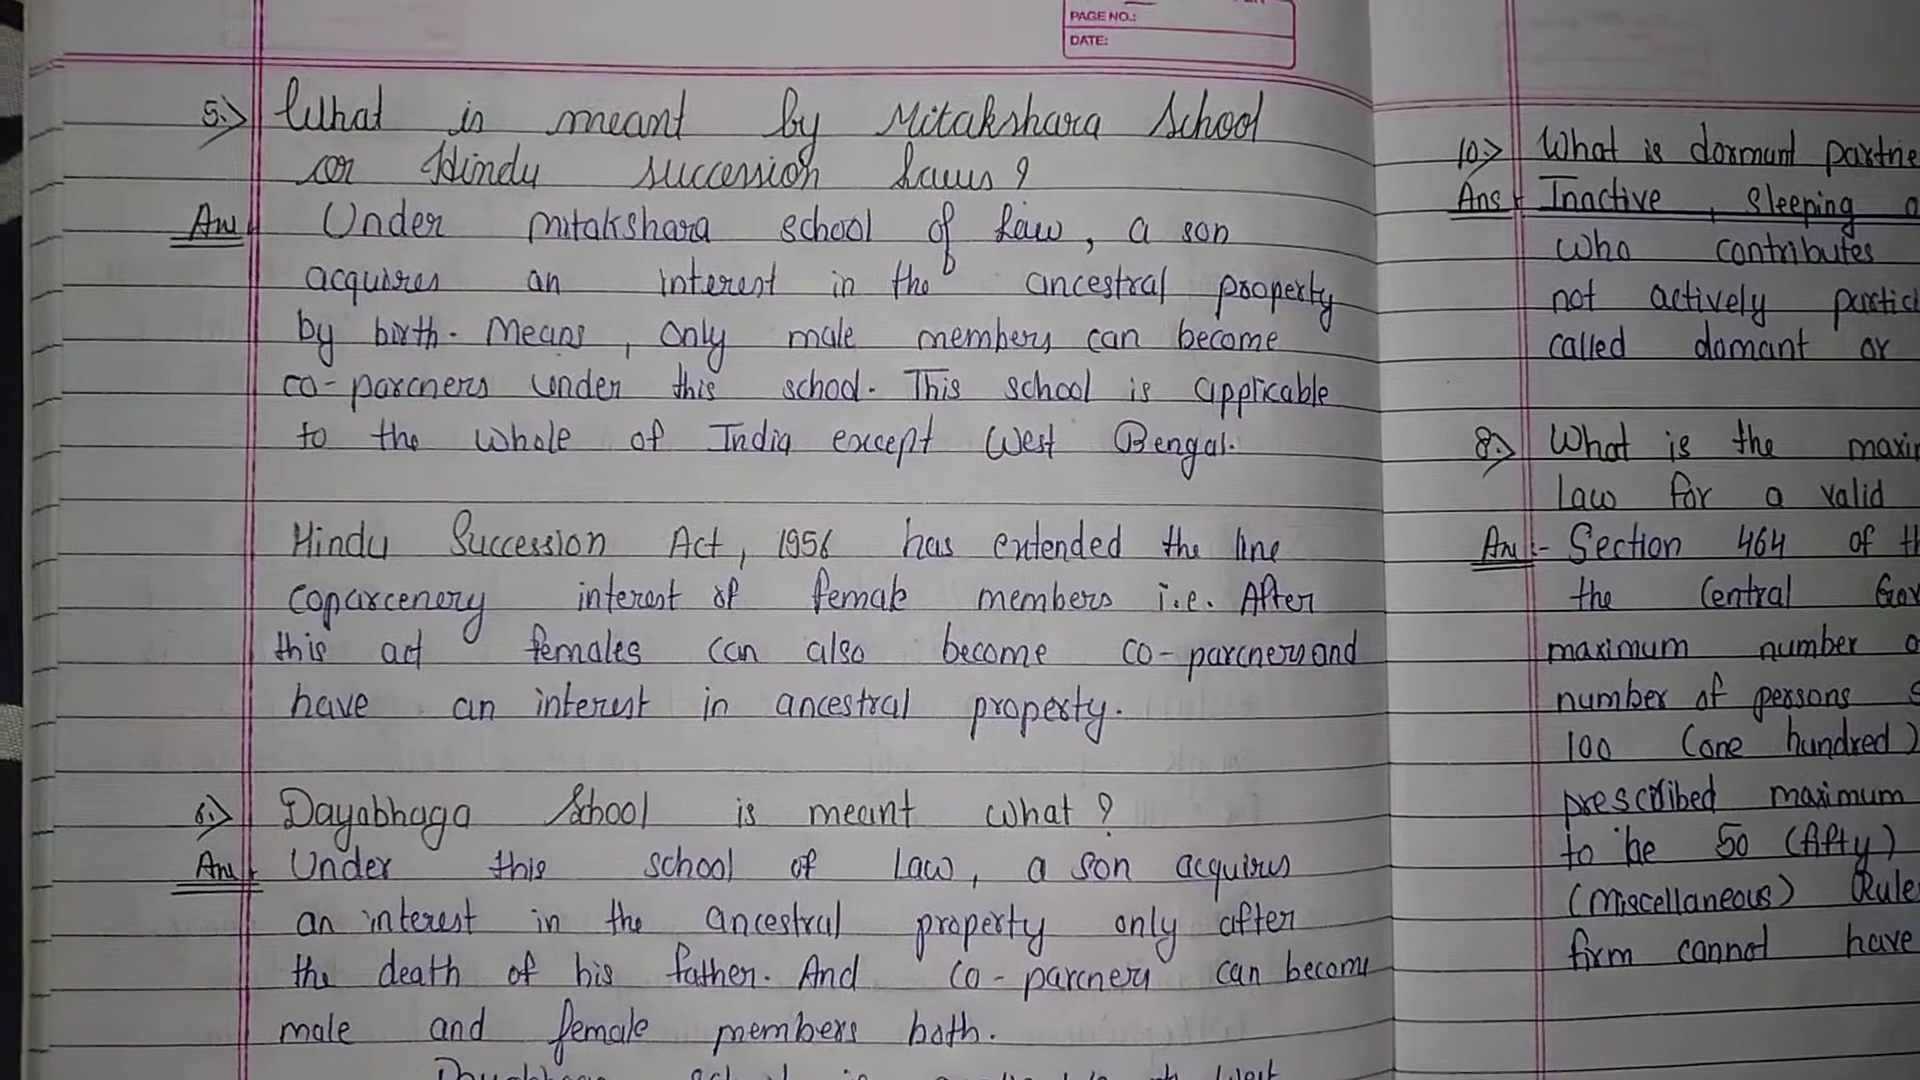 PAGE NO.:
DATE:
5.> What is meant by Mitakshara School
or Hindu succession Laws ?
Ans Under mitakshara school of Law, a son
acquires an interest in the ancestral property
by birth. Means, only male members can become
co-parcners under this school. This school is applicable
to the whole of India except West Bengal.
Hindu Succession Act, 1956 has extended the line
coparcenery interest of female members i.e. After
this act females can also become co-parcners and
have an interest in ancestral property.
6.> Dayabhaga School is meant what ?
Ans Under this school of Law, a son acquires
an interest in the ancestral property only after
the death of his father. And co-parcners can become
male and female members both.
10> What is dormant
Ans Inactive, Sleeping
who contributes
not actively
called domant or
8.> What is the
Law for a valid
Ans:- Section 464 of
the Central
maximum number
number of persons
100 (one hundred)
prescribed maximum
to be 50 (fifty)
(miscellaneous)
firm cannot have